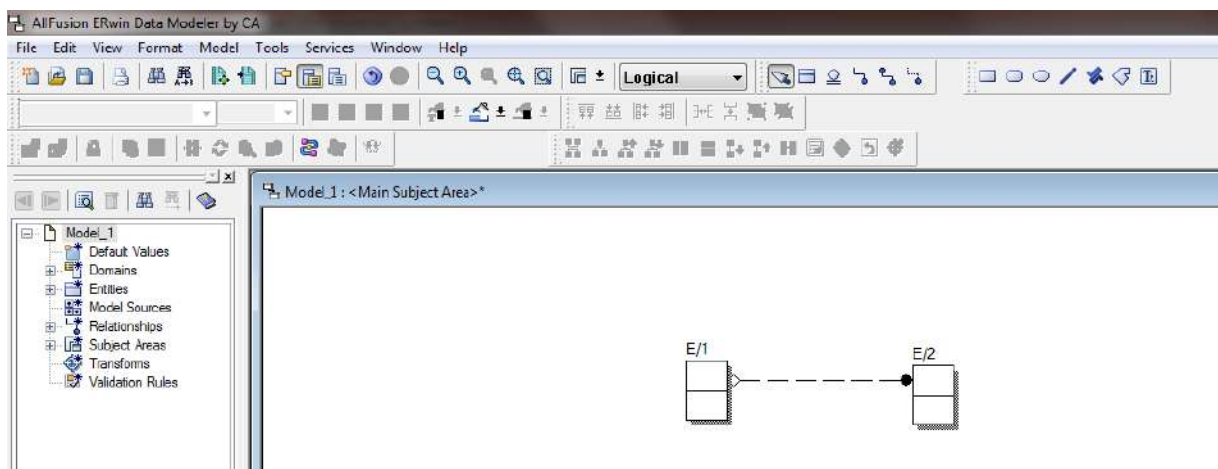 AllFusion ERwin Data Modeler by CA
File Edit View Format Model Tools Services Window Help
Logical
Model_1 : <Main Subject Area>*
Model_1
Default Values
Domains
Entities
Model Sources
Relationships
Subject Areas
Transforms
Validation Rules
E/1
E/2